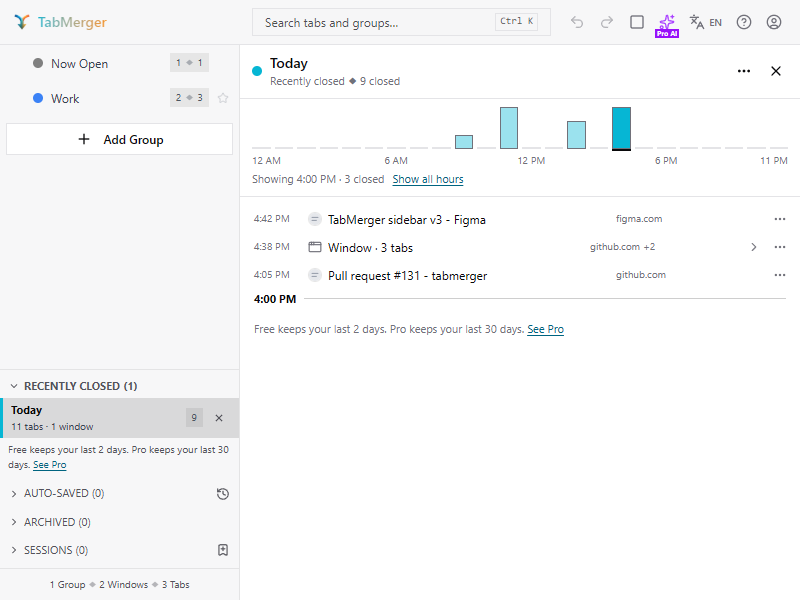 TabMerger
Search tabs and groups... Ctrl K
Pro AI
EN
Now Open 1 ◆ 1
Work 2 ◆ 3
+ Add Group
RECENTLY CLOSED (1)
Today
11 tabs · 1 window 9
Free keeps your last 2 days. Pro keeps your last 30
days. See Pro
AUTO-SAVED (0)
ARCHIVED (0)
SESSIONS (0)
1 Group ◆ 2 Windows ◆ 3 Tabs
Today
Recently closed ◆ 9 closed
12 AM 6 AM 12 PM 6 PM 11 PM
Showing 4:00 PM · 3 closed Show all hours
4:42 PM TabMerger sidebar v3 - Figma figma.com
4:38 PM Window · 3 tabs github.com +2
4:05 PM Pull request #131 - tabmerger github.com
4:00 PM
Free keeps your last 2 days. Pro keeps your last 30 days. See Pro